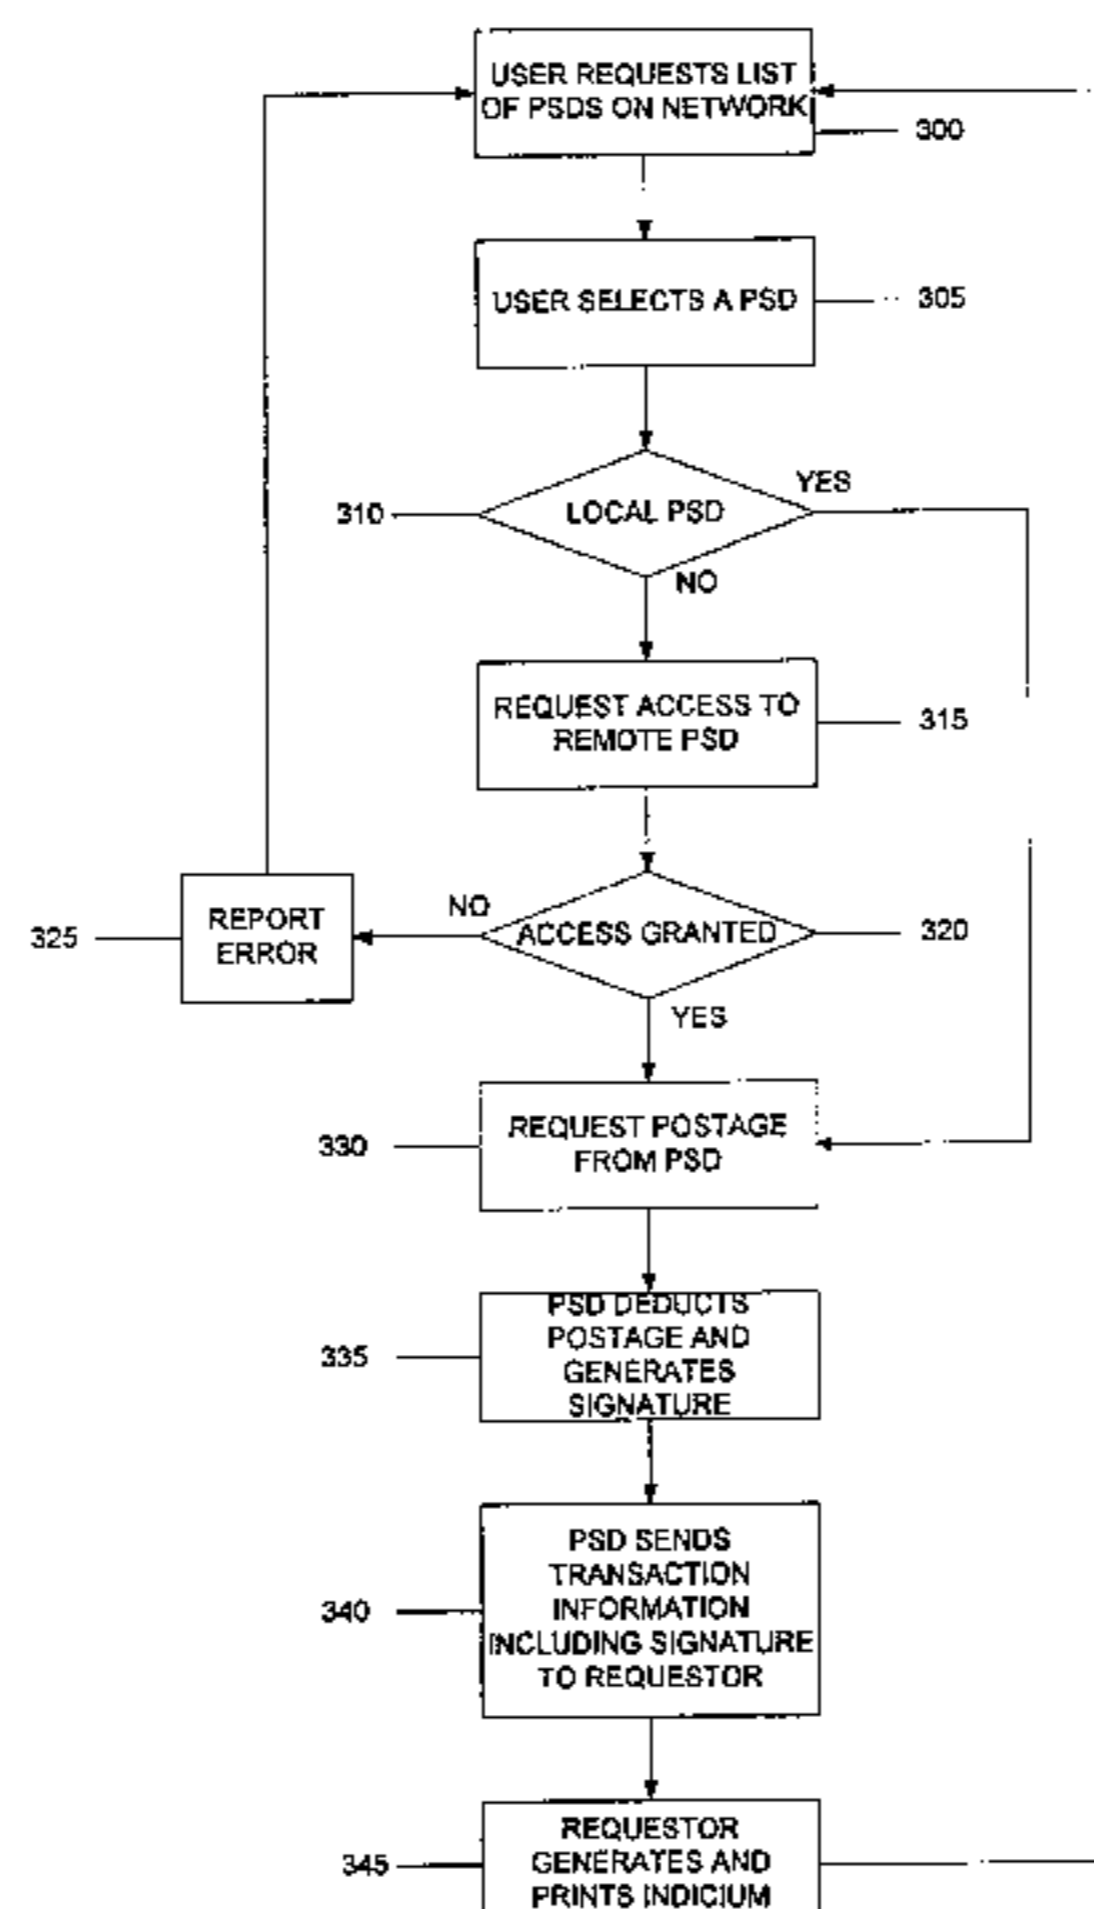 USER REQUESTS LIST
OF PSDS ON NETWORK
300
USER SELECTS A PSD
305
YES
310
LOCAL PSD
NO
REQUEST ACCESS TO
REMOTE PSD
315
NO
REPORT
ERROR
325
ACCESS GRANTED
320
YES
REQUEST POSTAGE
FROM PSD
330
PSD DEDUCTS
POSTAGE AND
GENERATES
SIGNATURE
335
PSD SENDS
TRANSACTION
INFORMATION
INCLUDING SIGNATURE
TO REQUESTOR
340
REQUESTOR
GENERATES AND
PRINTS INDICIUM
345